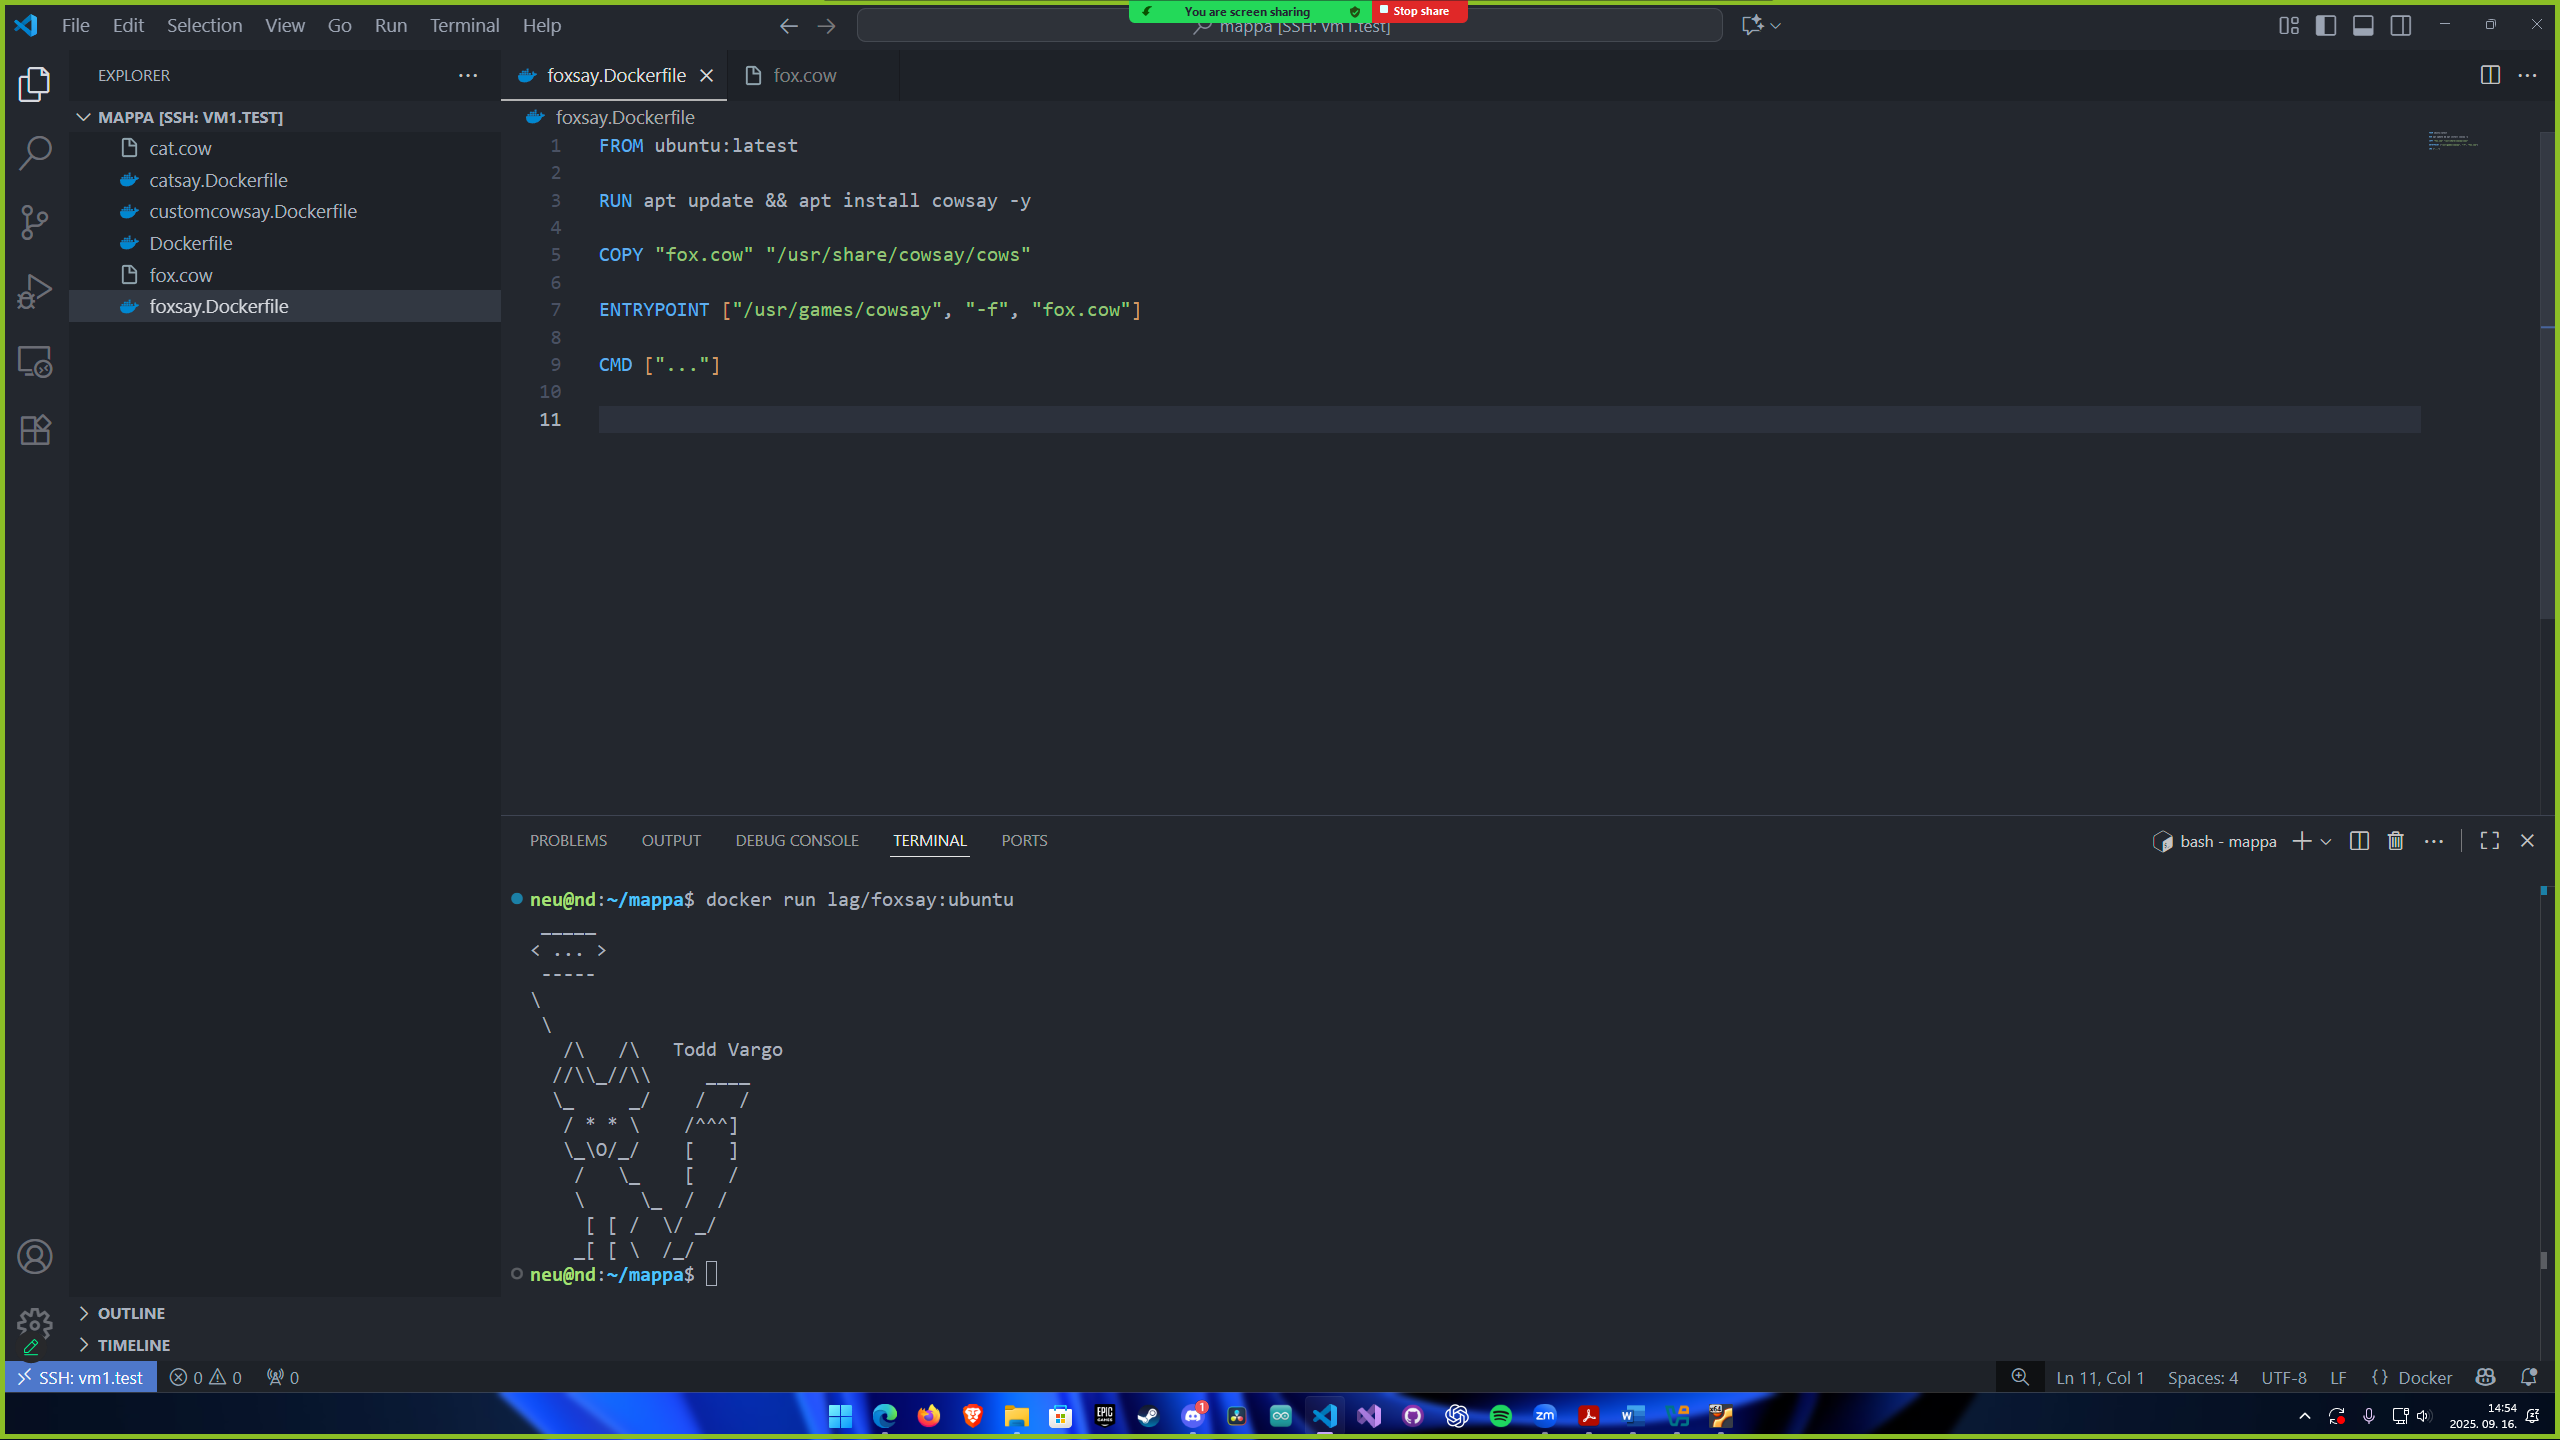 You are screen sharing
Stop share
File Edit Selection View Go Run Terminal Help
mappa [SSH: vm1.test]
EXPLORER
MAPPA [SSH: VM1.TEST]
cat.cow
catsay.Dockerfile
customcowsay.Dockerfile
Dockerfile
fox.cow
foxsay.Dockerfile
foxsay.Dockerfile
fox.cow
foxsay.Dockerfile
1 FROM ubuntu:latest
2
3 RUN apt update && apt install cowsay -y
4
5 COPY "fox.cow" "/usr/share/cowsay/cows"
6
7 ENTRYPOINT ["/usr/games/cowsay", "-f", "fox.cow"]
8
9 CMD ["..."]
10
11
PROBLEMS OUTPUT DEBUG CONSOLE TERMINAL PORTS
bash - mappa
neu@nd:~/mappa$ docker run lag/foxsay:ubuntu
 _____
< ... >
 -----
\
 \
   /\   /\   Todd Vargo
  //\\_//\\     ____
  \_     _/    /   /
   / * * \    /^^^]
   \_\O/_/    [   ]
    /   \_    [   /
    \     \_  /  /
     [ [ /  \/ _/
    _[ [ \  /_/
neu@nd:~/mappa$
OUTLINE
TIMELINE
SSH: vm1.test 0 0 0
Ln 11, Col 1 Spaces: 4 UTF-8 LF {} Docker
EPIC GAMES
1
zm
W
x64
14:54
2025. 09. 16.